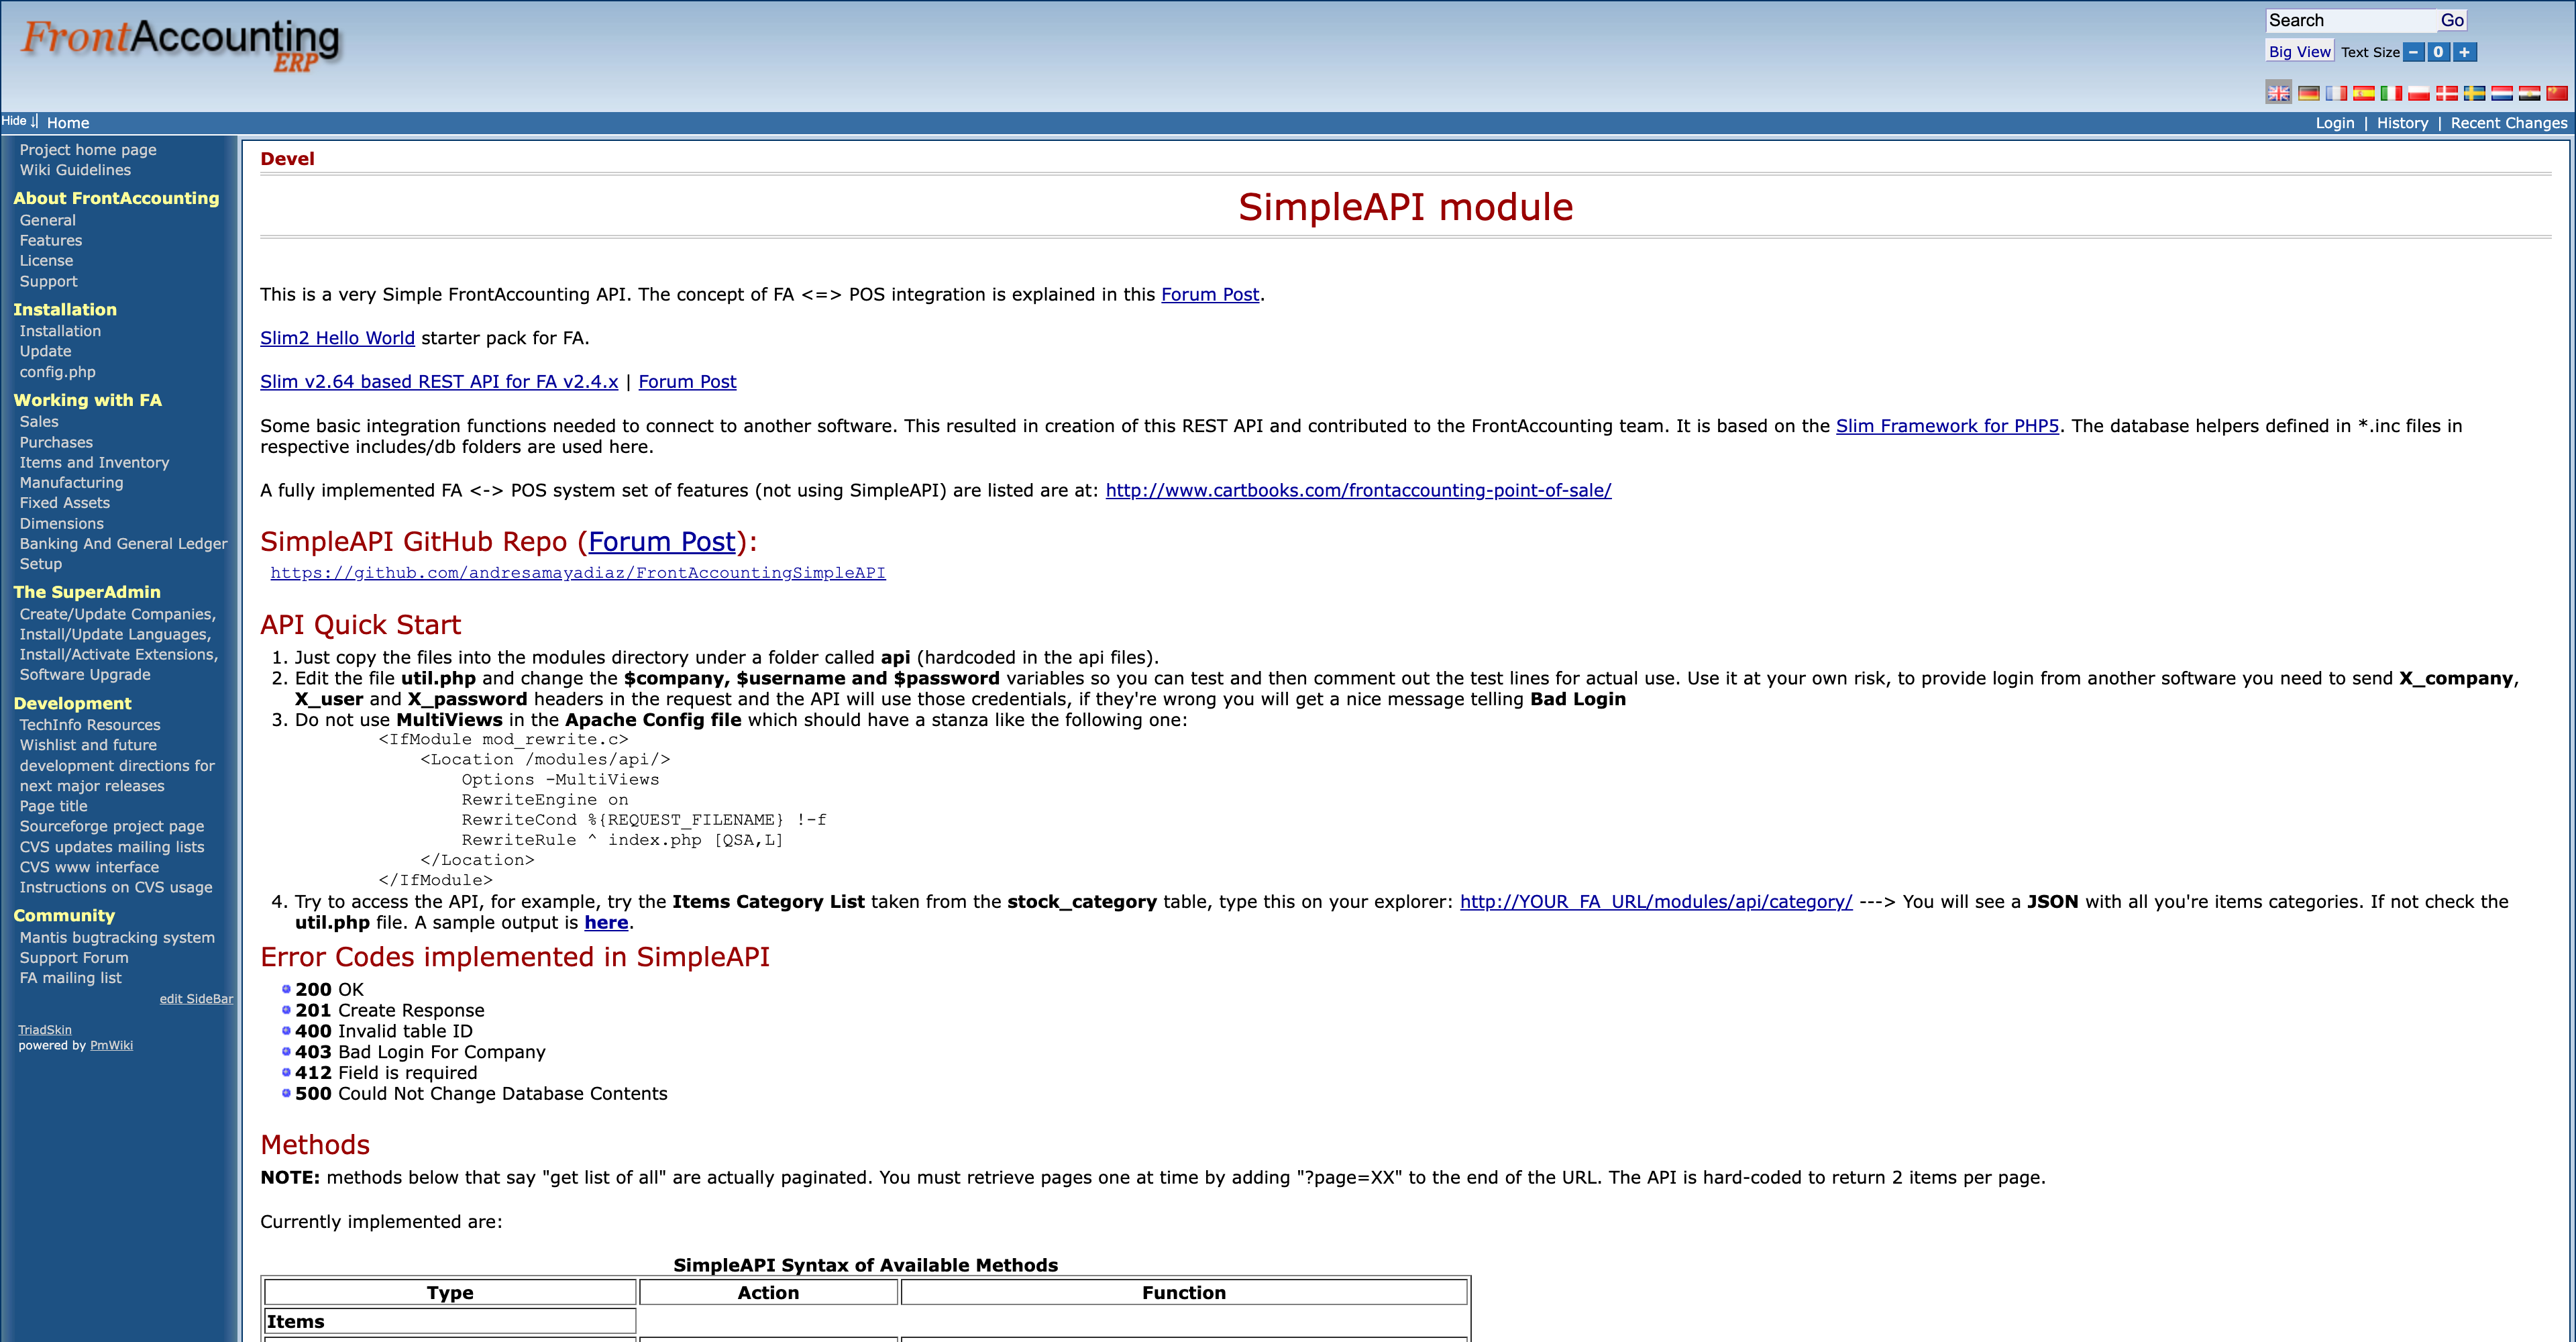 FrontAccounting
ERP
Search Go
Big View Text Size − 0 +
Hide Home
Login | History | Recent Changes
Project home page
Wiki Guidelines
About FrontAccounting
General
Features
License
Support
Installation
Installation
Update
config.php
Working with FA
Sales
Purchases
Items and Inventory
Manufacturing
Fixed Assets
Dimensions
Banking And General Ledger
Setup
The SuperAdmin
Create/Update Companies,
Install/Update Languages,
Install/Activate Extensions,
Software Upgrade
Development
TechInfo Resources
Wishlist and future
development directions for
next major releases
Page title
Sourceforge project page
CVS updates mailing lists
CVS www interface
Instructions on CVS usage
Community
Mantis bugtracking system
Support Forum
FA mailing list
edit SideBar
TriadSkin
powered by PmWiki
Devel
SimpleAPI module
This is a very Simple FrontAccounting API. The concept of FA <=> POS integration is explained in this Forum Post.
Slim2 Hello World starter pack for FA.
Slim v2.64 based REST API for FA v2.4.x | Forum Post
Some basic integration functions needed to connect to another software. This resulted in creation of this REST API and contributed to the FrontAccounting team. It is based on the Slim Framework for PHP5. The database helpers defined in *.inc files in
respective includes/db folders are used here.
A fully implemented FA <-> POS system set of features (not using SimpleAPI) are listed are at: http://www.cartbooks.com/frontaccounting-point-of-sale/
SimpleAPI GitHub Repo (Forum Post):
https://github.com/andresamayadiaz/FrontAccountingSimpleAPI
API Quick Start
1. Just copy the files into the modules directory under a folder called api (hardcoded in the api files).
2. Edit the file util.php and change the $company, $username and $password variables so you can test and then comment out the test lines for actual use. Use it at your own risk, to provide login from another software you need to send X_company,
X_user and X_password headers in the request and the API will use those credentials, if they're wrong you will get a nice message telling Bad Login
3. Do not use MultiViews in the Apache Config file which should have a stanza like the following one:
<IfModule mod_rewrite.c>
<Location /modules/api/>
Options -MultiViews
RewriteEngine on
RewriteCond %{REQUEST_FILENAME} !-f
RewriteRule ^ index.php [QSA,L]
</Location>
</IfModule>
4. Try to access the API, for example, try the Items Category List taken from the stock_category table, type this on your explorer: http://YOUR_FA_URL/modules/api/category/ ---> You will see a JSON with all you're items categories. If not check the
util.php file. A sample output is here.
Error Codes implemented in SimpleAPI
200 OK
201 Create Response
400 Invalid table ID
403 Bad Login For Company
412 Field is required
500 Could Not Change Database Contents
Methods
NOTE: methods below that say "get list of all" are actually paginated. You must retrieve pages one at time by adding "?page=XX" to the end of the URL. The API is hard-coded to return 2 items per page.
Currently implemented are:
SimpleAPI Syntax of Available Methods
Type Action Function
Items